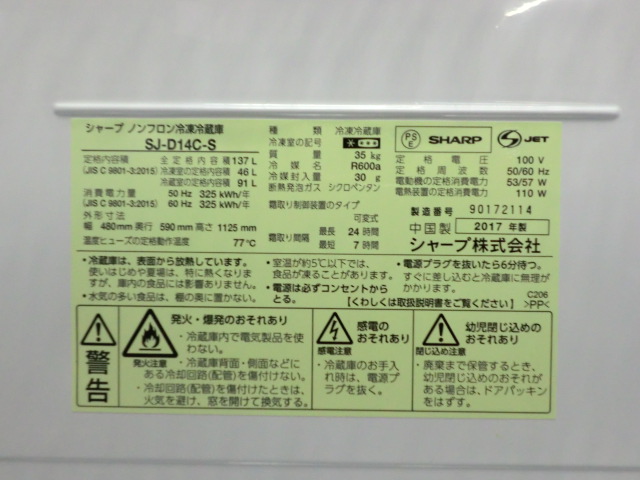 シャープ ノンフロン冷凍冷蔵庫
SJ-D14C-S
定格内容積 全定格内容積 137 L
(JIS C 9801-3:2015) 冷凍室の定格内容積 46 L
冷蔵室の定格内容積 91 L
消費電力量 50 Hz 325 kWh/年
(JIS C 9801-3:2015) 60 Hz 325 kWh/年
外形寸法
幅 480mm 奥行 590 mm 高さ 1125 mm
温度ヒューズの定格動作温度 77℃
種類 冷凍冷蔵庫
冷凍室の記号
質量 35 kg
冷媒名 R600a
冷媒封入量 30 g
断熱発泡ガス シクロペンタン
霜取り制御装置のタイプ
可変式
霜取り間隔 最長 24 時間
最短 7 時間
PS
E
SHARP
S JET
定格電圧 100 V
定格周波数 50/60 Hz
電動機の定格消費電力 53/57 W
電熱装置の定格消費電力 110 W
製造番号 90172114
中国製 2017 年製
シャープ株式会社
・冷蔵庫は、表面から放熱しています。
使いはじめや夏場は、特に熱くなりま
すが、庫内の食品には影響ありません。
・水気の多い食品は、棚の奥に置かない。
・室温が約5℃以下では、
食品が凍ることがあります。
・電源は必ずコンセントから
とる。
・電源プラグを抜いたら6分待つ。
すぐに差し込むと冷蔵庫に無理が
かかります。
【くわしくは取扱説明書をご覧ください】
C206
>PP<
警告
発火注意
発火・爆発のおそれあり
・冷蔵庫内で電気製品を使
わない。
・冷蔵庫背面・側面などに
ある冷却回路(配管)を傷付けない。
・冷却回路(配管)を傷付けたときは、
火気を避け、窓を開けて換気する。
感電注意
感電の
おそれあり
・冷蔵庫のお手入
れ時は、電源プ
ラグを抜く。
閉じ込め注意
幼児閉じ込めの
おそれあり
・廃棄まで保管するとき、
幼児閉じ込めのおそれが
ある場合は、ドアパッキン
をはずす。